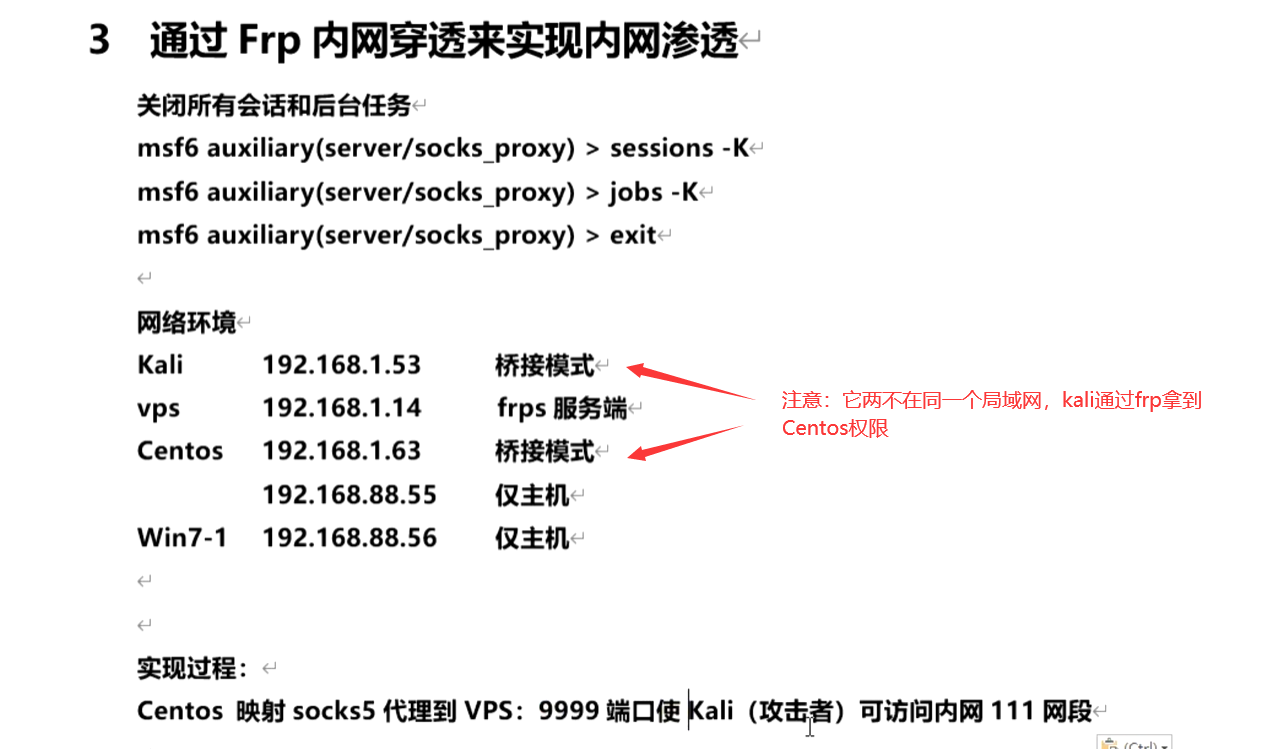 3 通过 Frp 内网穿透来实现内网渗透
关闭所有会话和后台任务
msf6 auxiliary(server/socks_proxy) > sessions -K
msf6 auxiliary(server/socks_proxy) > jobs -K
msf6 auxiliary(server/socks_proxy) > exit
网络环境
Kali 192.168.1.53 桥接模式
vps 192.168.1.14 frps 服务端
Centos 192.168.1.63 桥接模式
192.168.88.55 仅主机
Win7-1 192.168.88.56 仅主机
注意：它两不在同一个局域网，kali通过frp拿到
Centos权限
实现过程：
Centos 映射 socks5 代理到 VPS：9999 端口使 Kali（攻击者）可访问内网 111 网段
(Ctrl)